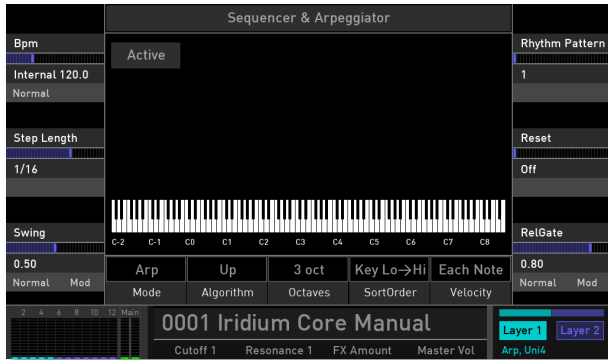 Sequencer & Arpeggiator
Bpm
Internal 120.0
Normal
Step Length
1/16
Swing
0.50
Normal Mod
Active
C-2 C-1 C0 C1 C2 C3 C4 C5 C6 C7 C8
Arp Up 3 oct Key Lo→Hi Each Note
Mode Algorithm Octaves SortOrder Velocity
Rhythm Pattern
1
Reset
Off
RelGate
0.80
Normal Mod
2 4 6 8 10 12 Main
0001 Iridium Core Manual
Cutoff 1 Resonance 1 FX Amount Master Vol
Layer 1 Layer 2
Arp, Uni4